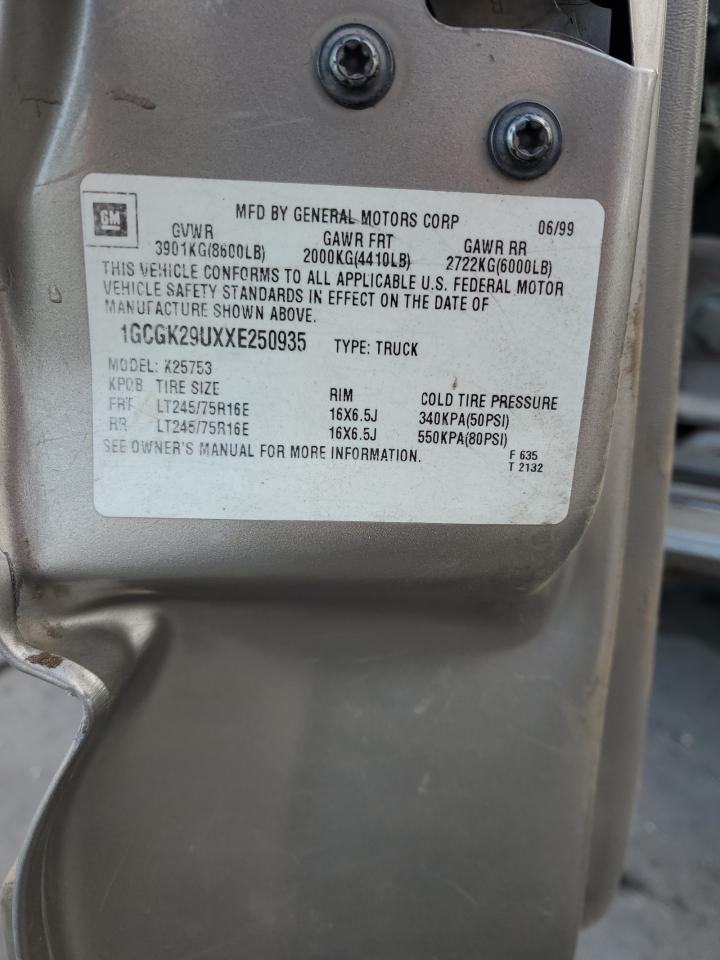 GM
MFD BY GENERAL MOTORS CORP 06/99
GVWR GAWR FRT GAWR RR
3901KG(8600LB) 2000KG(4410LB) 2722KG(6000LB)
THIS VEHICLE CONFORMS TO ALL APPLICABLE U.S. FEDERAL MOTOR
VEHICLE SAFETY STANDARDS IN EFFECT ON THE DATE OF
MANUFACTURE SHOWN ABOVE.
1GCGK29UXXE250935 TYPE: TRUCK
MODEL: K25753
KPOB TIRE SIZE RIM COLD TIRE PRESSURE
FRT LT245/75R16E 16X6.5J 340KPA(50PSI)
RR LT245/75R16E 16X6.5J 550KPA(80PSI)
SEE OWNER'S MANUAL FOR MORE INFORMATION.
F 635
T 2132